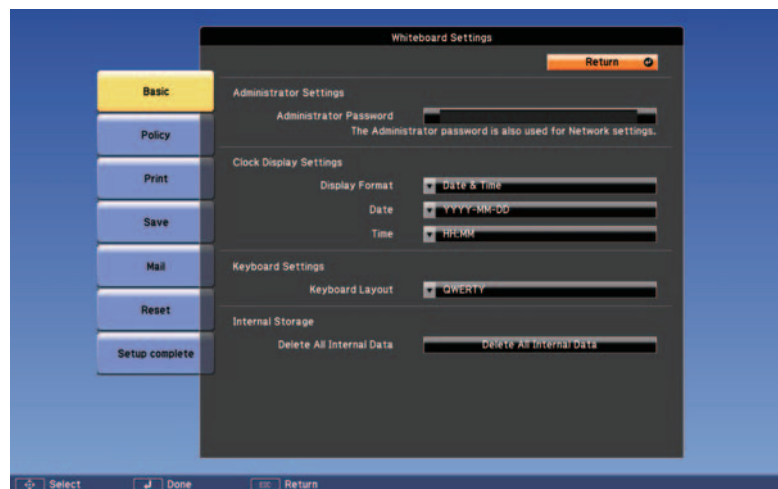 Whiteboard Settings
Return
Basic
Policy
Print
Save
Mail
Reset
Setup complete
Administrator Settings
Administrator Password
The Administrator password is also used for Network settings.
Clock Display Settings
Display Format Date & Time
Date YYYY-MM-DD
Time HH:MM
Keyboard Settings
Keyboard Layout QWERTY
Internal Storage
Delete All Internal Data Delete All Internal Data
Select Done Return